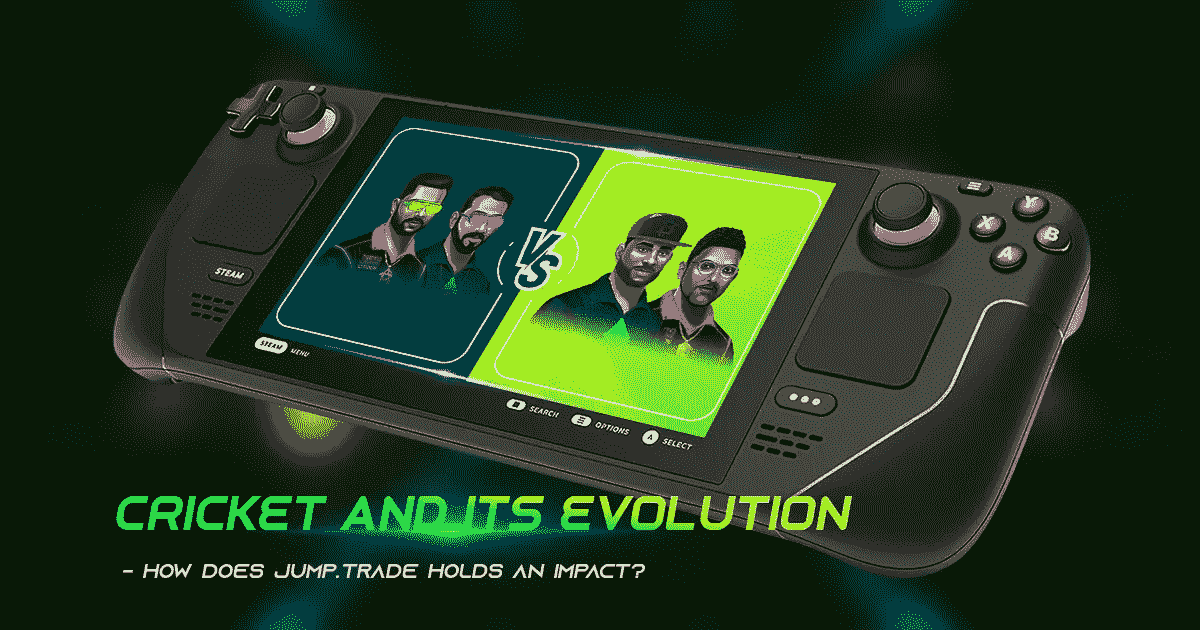 VS
STEAM
STEAM MENU
SEARCH OPTIONS A SELECT
Y
X
B
A
CRICKET AND ITS EVOLUTION
- HOW DOES JUMP.TRADE HOLDS AN IMPACT?